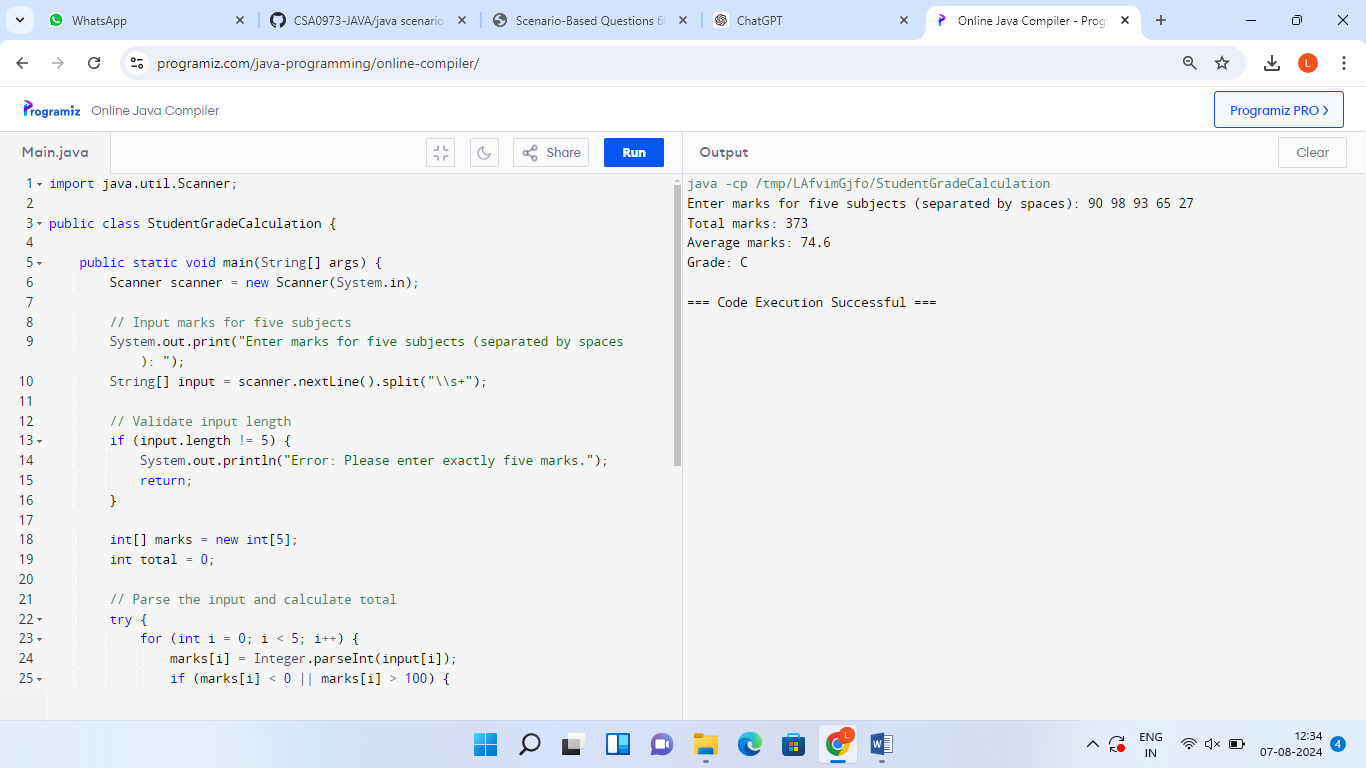 WhatsApp
CSA0973-JAVA/java scenario
Scenario-Based Questions 6
ChatGPT
Online Java Compiler - Prog
programiz.com/java-programming/online-compiler/
L
Programiz
Online Java Compiler
Programiz PRO >
Main.java
Share
Run
Output
Clear
1 import java.util.Scanner;
2
3 public class StudentGradeCalculation {
4
5 public static void main(String[] args) {
6 Scanner scanner = new Scanner(System.in);
7
8 // Input marks for five subjects
9 System.out.print("Enter marks for five subjects (separated by spaces
): ");
10 String[] input = scanner.nextLine().split("\\s+");
11
12 // Validate input length
13 if (input.length != 5) {
14 System.out.println("Error: Please enter exactly five marks.");
15 return;
16 }
17
18 int[] marks = new int[5];
19 int total = 0;
20
21 // Parse the input and calculate total
22 try {
23 for (int i = 0; i < 5; i++) {
24 marks[i] = Integer.parseInt(input[i]);
25 if (marks[i] < 0 || marks[i] > 100) {
java -cp /tmp/LAfvimGjfo/StudentGradeCalculation
Enter marks for five subjects (separated by spaces): 90 98 93 65 27
Total marks: 373
Average marks: 74.6
Grade: C
=== Code Execution Successful ===
L
ENG
IN
12:34
07-08-2024
4